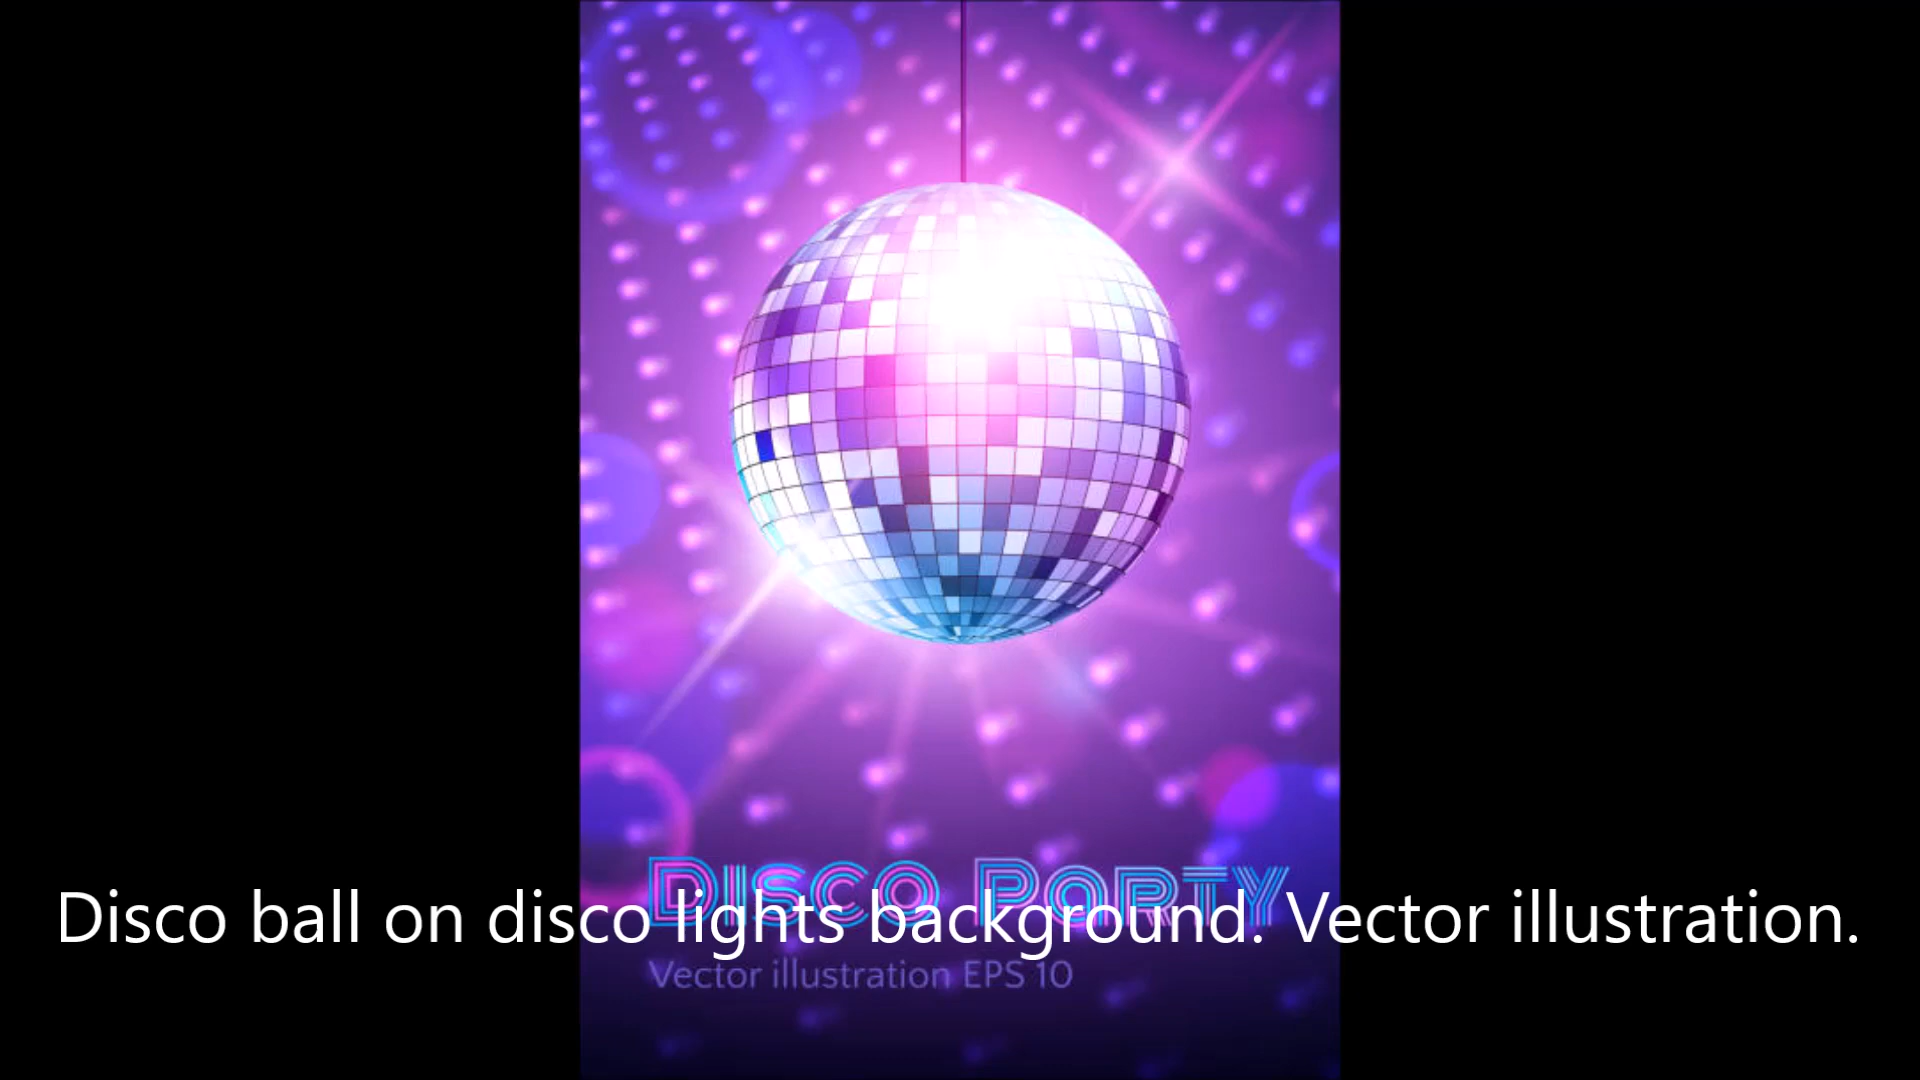 Disco Party
Disco ball on disco lights background. Vector illustration.
Vector illustration EPS 10